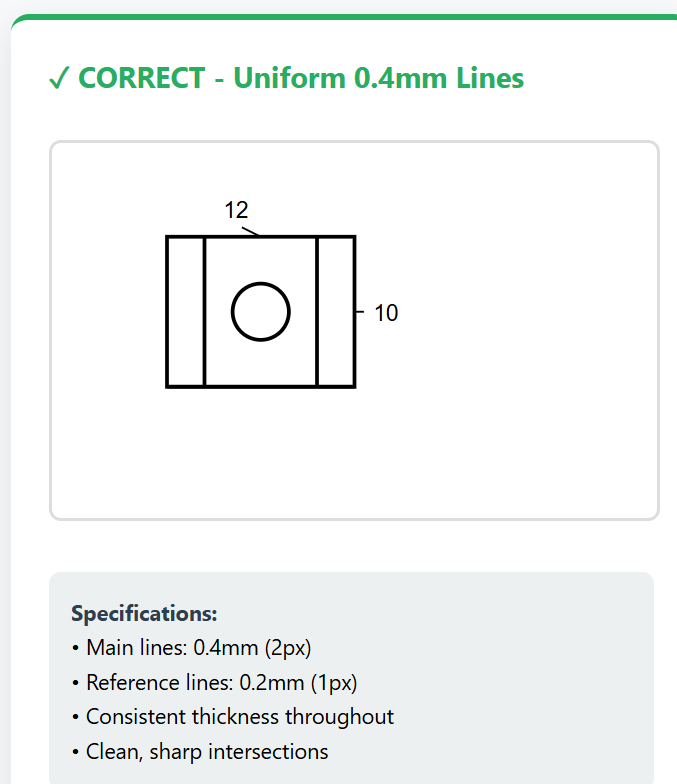 ✓ CORRECT - Uniform 0.4mm Lines
12
10
Specifications:
• Main lines: 0.4mm (2px)
• Reference lines: 0.2mm (1px)
• Consistent thickness throughout
• Clean, sharp intersections